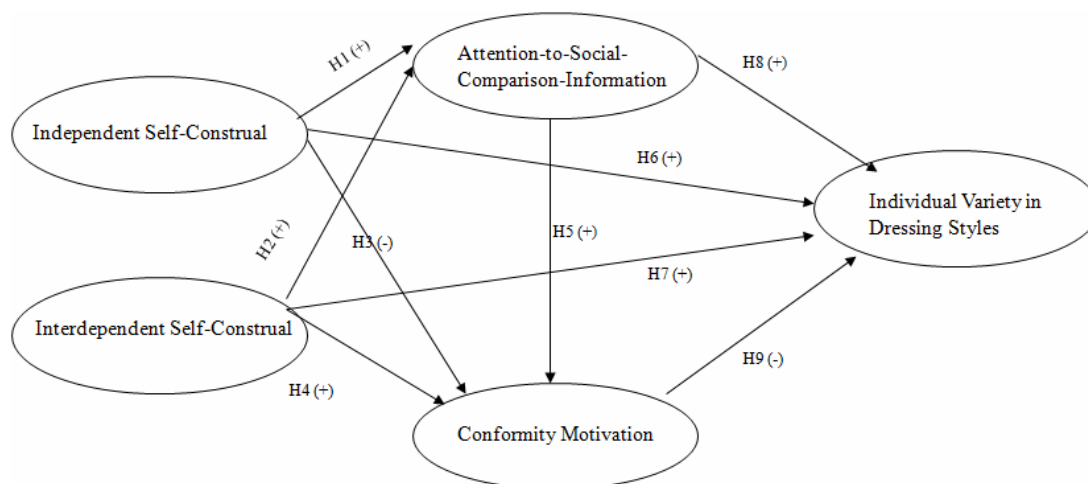 H1 (+)
Attention-to-Social-
Comparison-Information
H8 (+)
Independent Self-Construal
H6 (+)
Individual Variety in
Dressing Styles
H2 (+)
H3 (-)
H5 (+)
H7 (+)
Interdependent Self-Construal
H4 (+)
H9 (-)
Conformity Motivation